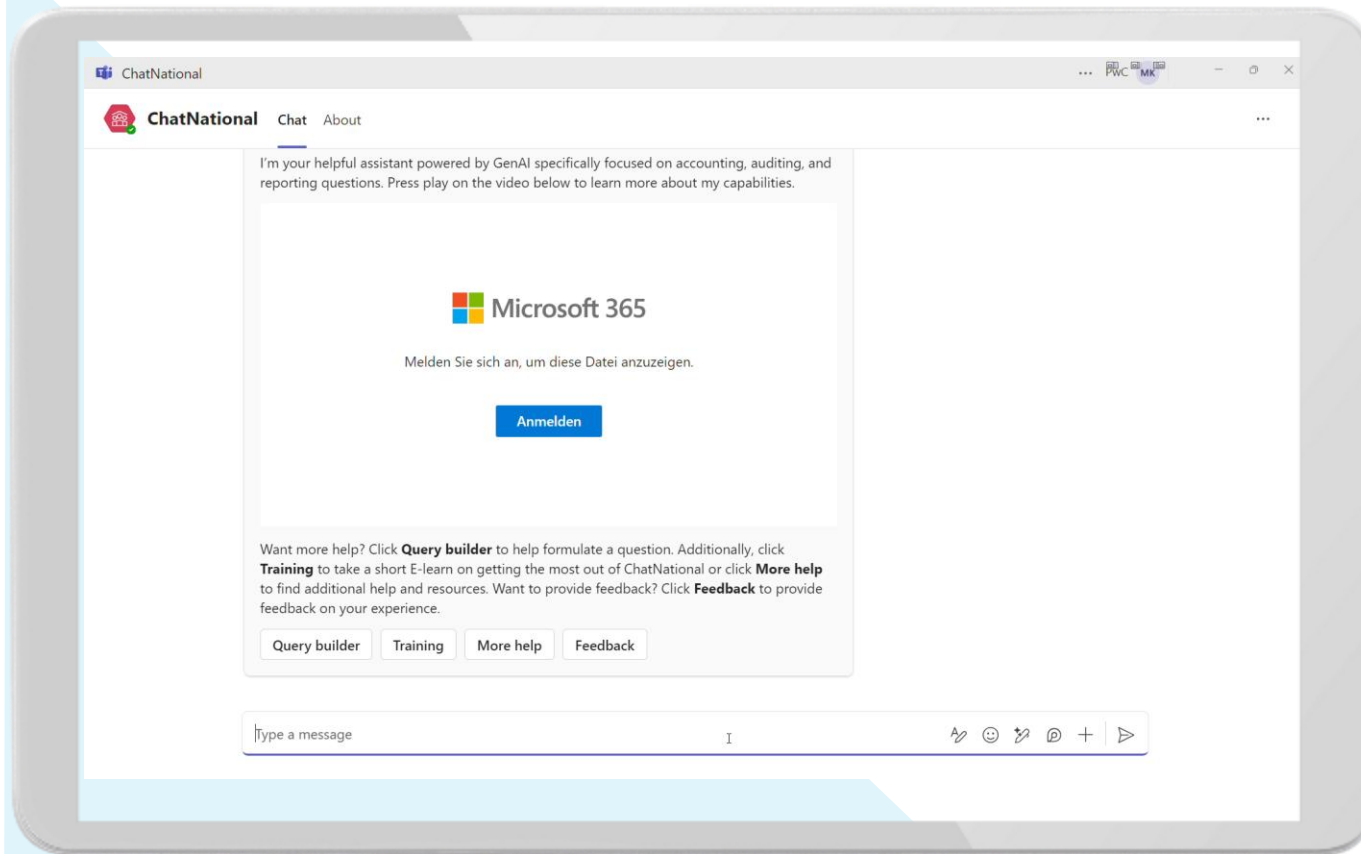 ChatNational
... PWC MK
ChatNational Chat About
...
I'm your helpful assistant powered by GenAI specifically focused on accounting, auditing, and
reporting questions. Press play on the video below to learn more about my capabilities.
Microsoft 365
Melden Sie sich an, um diese Datei anzuzeigen.
Anmelden
Want more help? Click Query builder to help formulate a question. Additionally, click
Training to take a short E-learn on getting the most out of ChatNational or click More help
to find additional help and resources. Want to provide feedback? Click Feedback to provide
feedback on your experience.
Query builder Training More help Feedback
Type a message